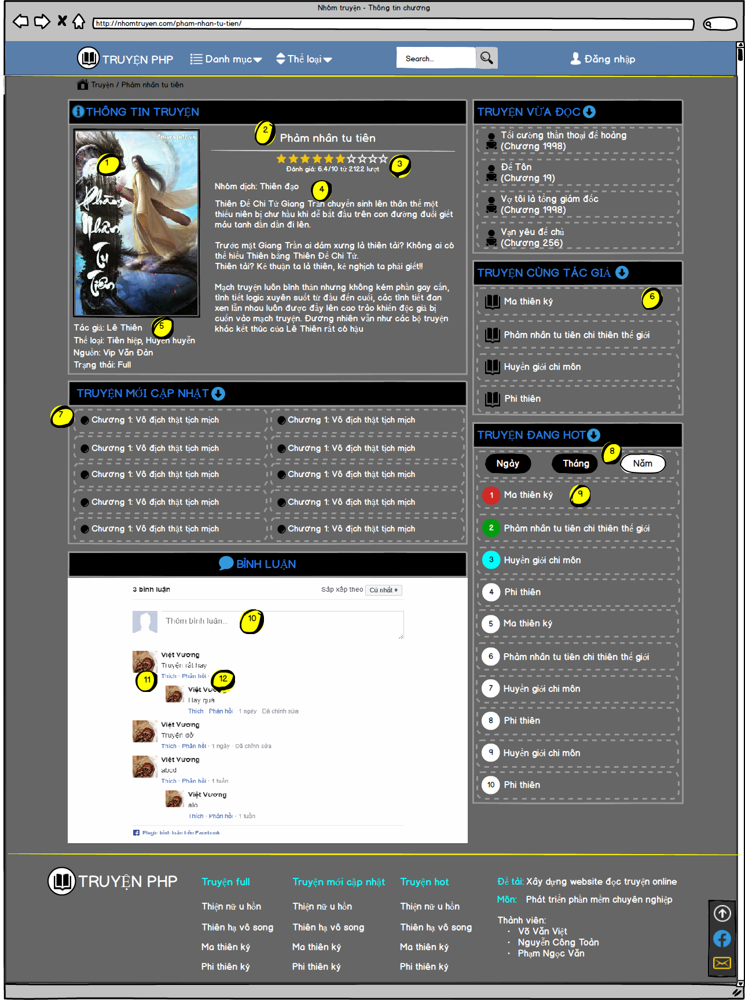 Nhóm truyện - Thông tin chương
http://nhomtruyen.com/pham-nhan-tu-tien/
TRUYỆN PHP
Danh mục
Thể loại
Search...
Đăng nhập
Truyện / Phàm nhân tu tiên
THÔNG TIN TRUYỆN
truyenfull.vn
Phàm
Nhân
Tu
Tiên
1
2
Phàm nhân tu tiên
3
Đánh giá: 6.4/10 từ 2122 lượt
Nhóm dịch: Thiên đạo
4
Thiên Đế Chi Tử Giang Trần chuyển sinh lên thân thể một
thiếu niên bị chư hầu khi dễ bắt đầu trên con đường đuổi giết
máu tanh dần dần đi lên.
Trước mặt Giang Trần ai dám xưng là thiên tài? Không ai có
thể hiểu Thiên bằng Thiên Đế Chi Tử.
Thiên tài? Kẻ thuận ta là thiên, kẻ nghịch ta phải giết!!
Mạch truyện luôn bình thản nhưng không kém phần gay cấn,
tình tiết logic xuyên suốt từ đầu đến cuối, các tình tiết đan
xen lẫn nhau luôn được đẩy lên cao trào khiến độc giả bị
cuốn vào mạch truyện. Đương nhiên vẫn như các bộ truyện
khác kết thúc của Lê Thiên rất có hậu
Tác giả: Lê Thiên
5
Thể loại: Tiên hiệp, Huyền huyễn
Nguồn: Vip Văn Đàn
Trạng thái: Full
TRUYỆN MỚI CẬP NHẬT
7
Chương 1: Vô địch thật tịch mịch
Chương 1: Vô địch thật tịch mịch
Chương 1: Vô địch thật tịch mịch
Chương 1: Vô địch thật tịch mịch
Chương 1: Vô địch thật tịch mịch
Chương 1: Vô địch thật tịch mịch
Chương 1: Vô địch thật tịch mịch
Chương 1: Vô địch thật tịch mịch
Chương 1: Vô địch thật tịch mịch
Chương 1: Vô địch thật tịch mịch
BÌNH LUẬN
3 bình luận
Sắp xếp theo
Cũ nhất
Thêm bình luận...
10
Việt Vương
Truyện rất hay
Thích · Phản hồi ·
11
12
Việt Vương
Hay quá
Thích · Phản hồi · 1 ngày · Đã chỉnh sửa
Việt Vương
Truyện dở
Thích · Phản hồi · 1 ngày · Đã chỉnh sửa
Việt Vương
abcd
Thích · Phản hồi · 1 tuần
Việt Vương
alo
Thích · Phản hồi · 1 tuần
Plugin bình luận trên Facebook
TRUYỆN VỪA ĐỌC
Tối cường thần thoại đế hoàng
(Chương 1998)
Đế Tôn
(Chương 19)
Vợ tôi là tổng giám đốc
(Chương 1998)
Vạn yêu đế chủ
(Chương 256)
TRUYỆN CÙNG TÁC GIẢ
Ma thiên ký
6
Phàm nhân tu tiên chi thiên thế giới
Huyền giới chi môn
Phi thiên
TRUYỆN ĐANG HOT
8
Ngày
Tháng
Năm
1 Ma thiên ký
9
2 Phàm nhân tu tiên chi thiên thế giới
3 Huyền giới chi môn
4 Phi thiên
5 Ma thiên ký
6 Phàm nhân tu tiên chi thiên thế giới
7 Huyền giới chi môn
8 Phi thiên
9 Huyền giới chi môn
10 Phi thiên
TRUYỆN PHP
Truyện full
Thiện nữ u hồn
Thiên hạ vô song
Ma thiên ký
Phi thiên ký
Truyện mới cập nhật
Thiện nữ u hồn
Thiên hạ vô song
Ma thiên ký
Phi thiên ký
Truyện hot
Thiện nữ u hồn
Thiên hạ vô song
Ma thiên ký
Phi thiên ký
Đề tài: Xây dựng website đọc truyện online
Môn: Phát triển phần mềm chuyên nghiệp
Thành viên:
· Võ Văn Việt
· Nguyễn Công Toàn
· Phạm Ngọc Văn